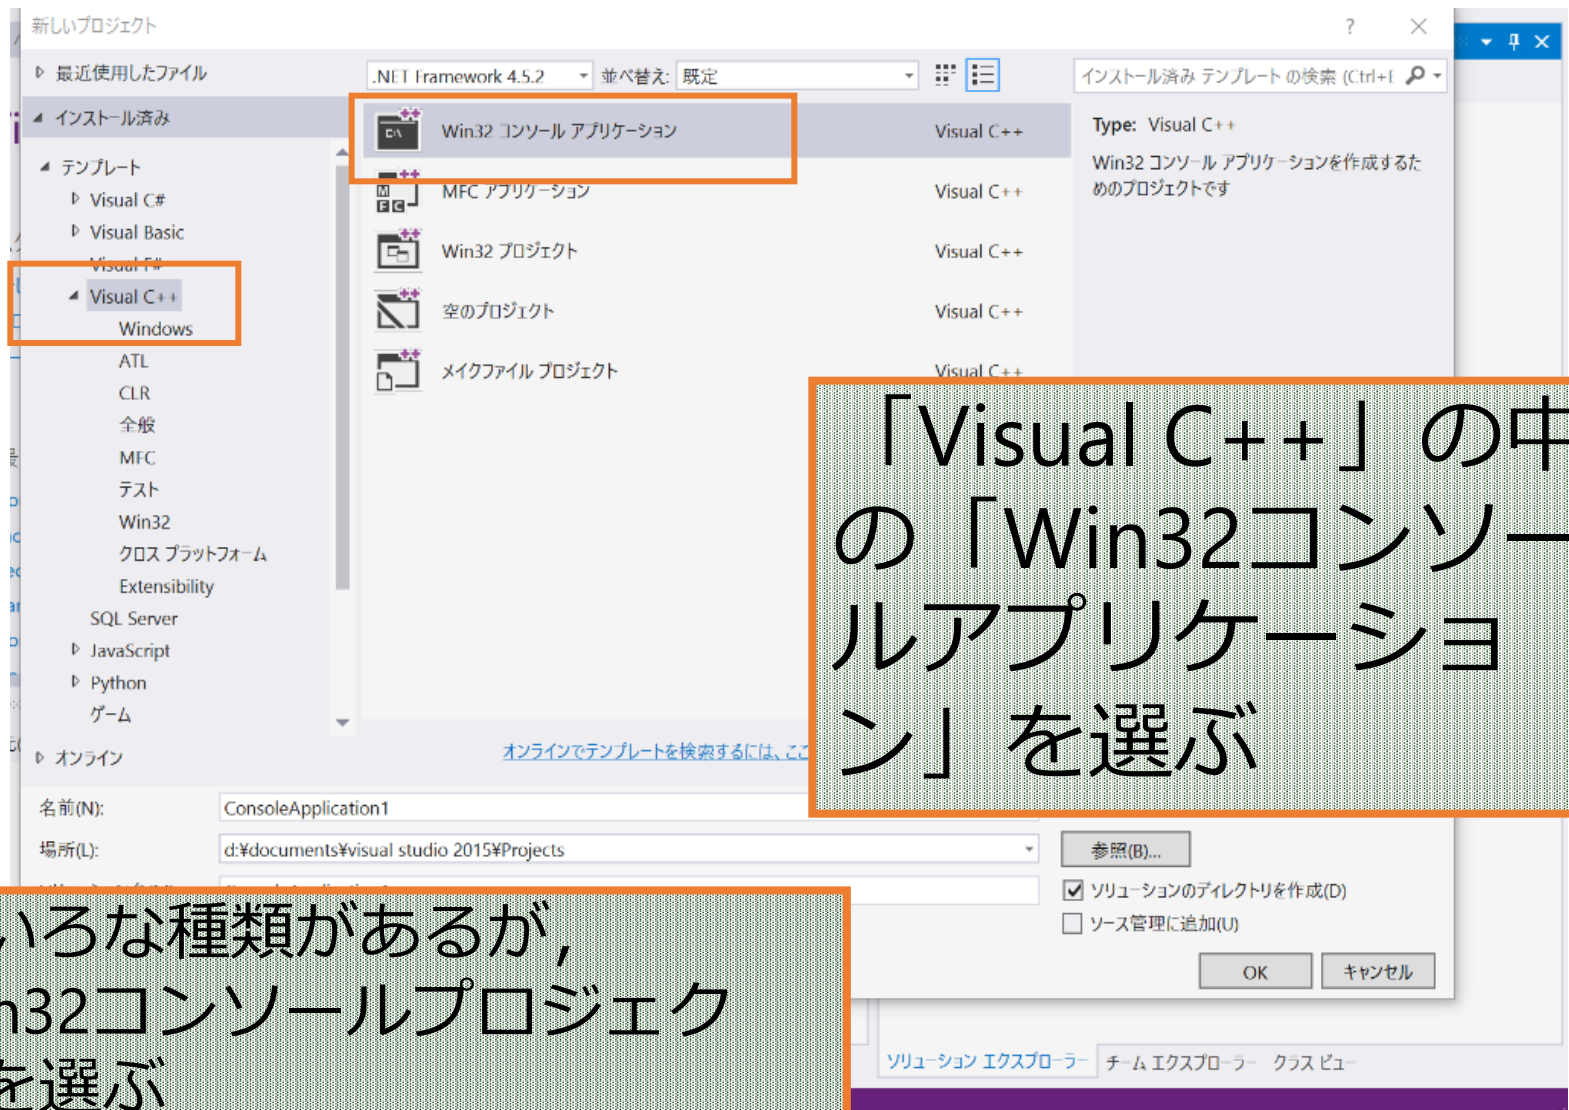 新しいプロジェクト
最近使用したファイル
.NET Framework 4.5.2
並べ替え: 既定
インストール済み テンプレート の検索 (Ctrl+E
インストール済み
テンプレート
Visual C#
Visual Basic
Visual F#
Visual C++
Windows
ATL
CLR
全般
MFC
テスト
Win32
クロス プラットフォーム
Extensibility
SQL Server
JavaScript
Python
ゲーム
オンライン
Win32 コンソール アプリケーション Visual C++
MFC アプリケーション Visual C++
Win32 プロジェクト Visual C++
空のプロジェクト Visual C++
メイクファイル プロジェクト Visual C++
Type: Visual C++
Win32 コンソール アプリケーションを作成するた
めのプロジェクトです
「Visual C++」の中
の「Win32コンソー
ルアプリケーショ
ン」を選ぶ
オンラインでテンプレートを検索するには、ここ
名前(N): ConsoleApplication1
場所(L): d:¥documents¥visual studio 2015¥Projects
参照(B)...
ソリューションのディレクトリを作成(D)
ソース管理に追加(U)
OK キャンセル
いろな種類があるが,
n32コンソールプロジェク
を選ぶ
ソリューション エクスプローラー チーム エクスプローラー クラス ビュー